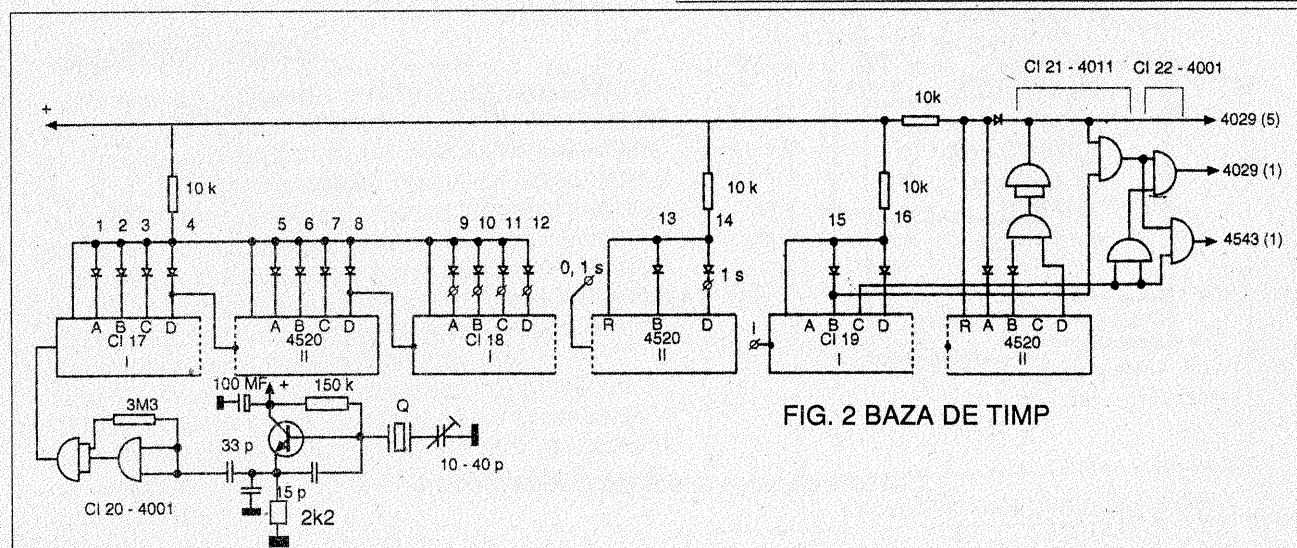 CI 21 - 4011 CI 22 - 4001
+
10k
4029 (5)
4029 (1)
4543 (1)
10 k
10 k
10k
1 2 3 4
5 6 7 8
9 10 11 12
13 14
15 16
0, 1 s
1 s
A B C D
CI 17
I
A B C D
4520
II
A B C D
CI 18
I
R B D
4520
II
I
A B C D
CI 19
I
R A B C D
4520
II
FIG. 2 BAZA DE TIMP
100 MF +
150 k
Q
3M3
33 p
10 - 40 p
15 p
2k2
CI 20 - 4001